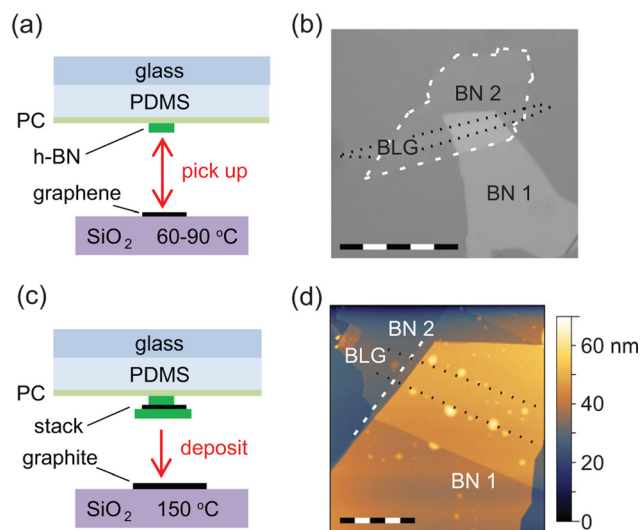 (a)
glass
PDMS
PC
h-BN
pick up
graphene
SiO₂ 60-90 °C
(b)
BN 2
BLG
BN 1
(c)
glass
PDMS
PC
stack
deposit
graphite
SiO₂ 150 °C
(d)
BN 2
BLG
BN 1
60 nm
40
20
0